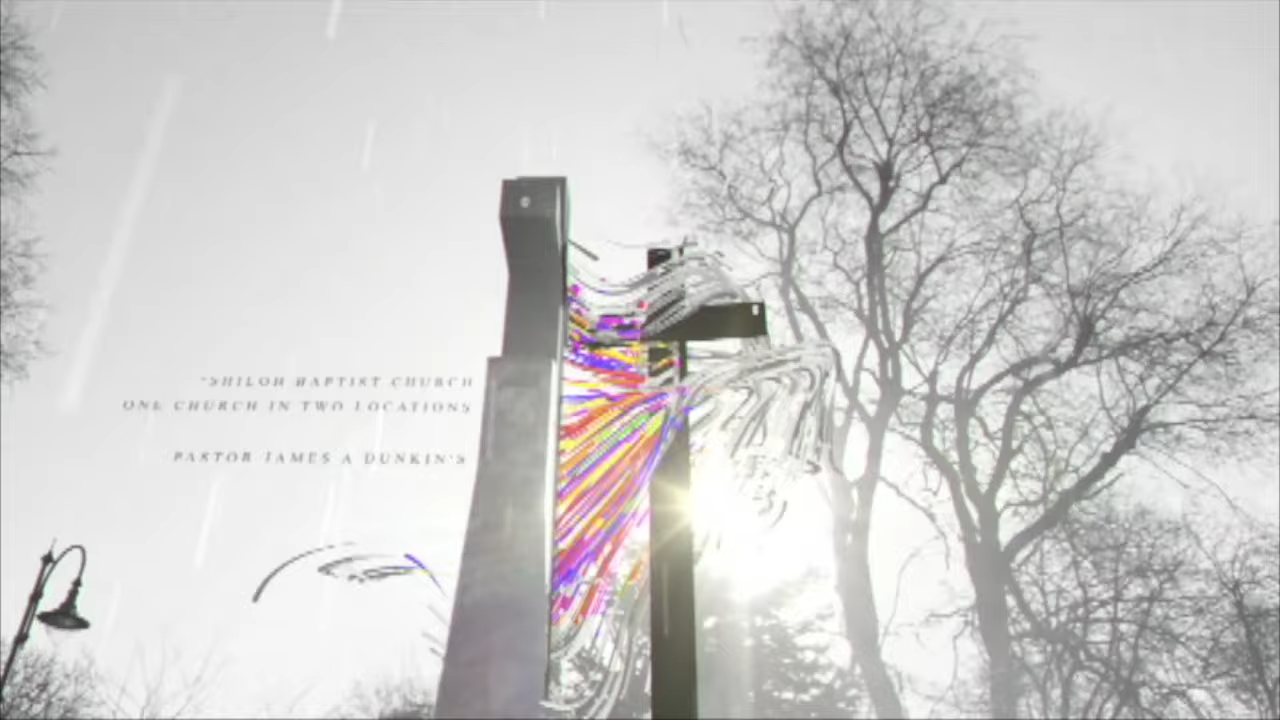 "SHILOH BAPTIST CHURCH
ONE CHURCH IN TWO LOCATIONS
PASTOR JAMES A DUNKIN'S